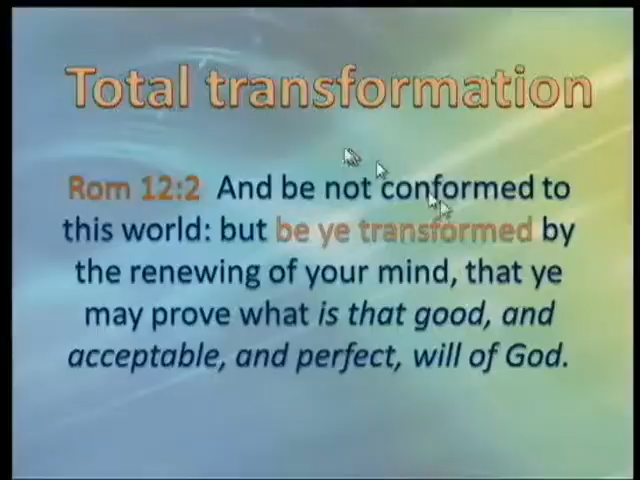 Total transformation
Rom 12:2 And be not conformed to
this world: but be ye transformed by
the renewing of your mind, that ye
may prove what is that good, and
acceptable, and perfect, will of God.